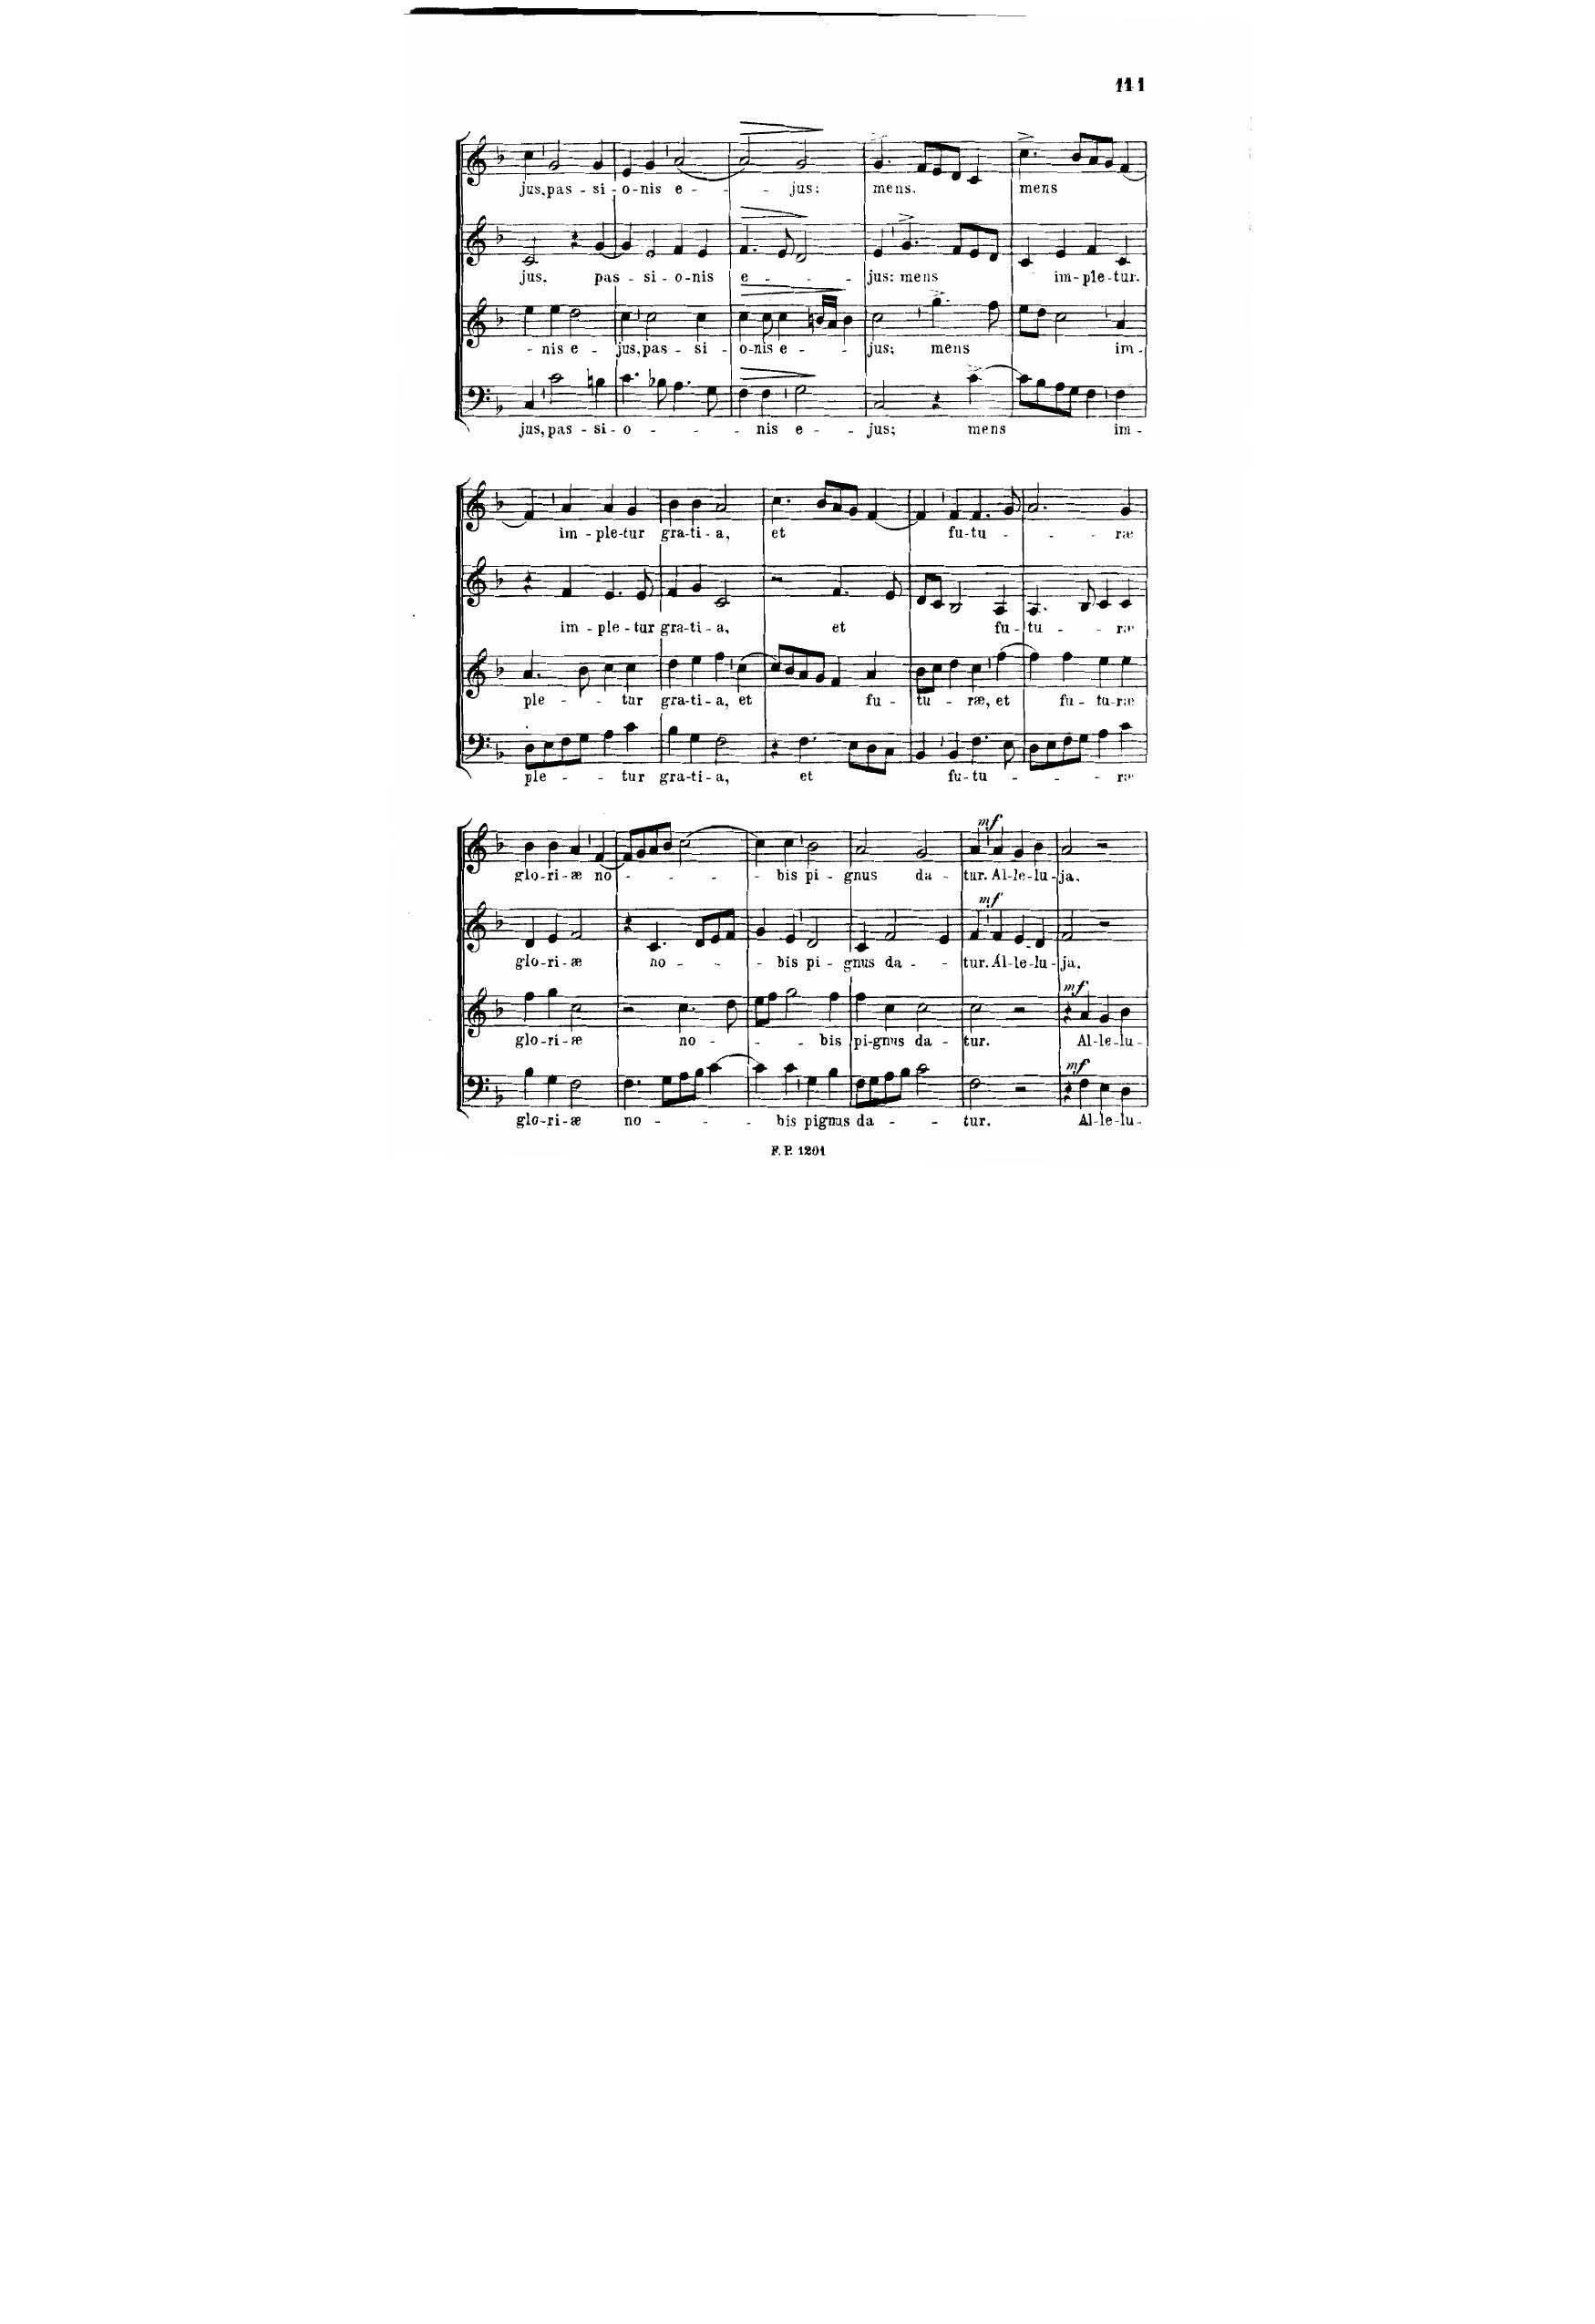 111
jus, pas - si - o - nis e - - jus: mens. mens
jus. pas - si - o - nis e - - - jus: mens im - ple - tur.
- nis e - jus, pas - si - o - nis e - - jus; mens im -
jus, pas - si - o - - - nis e - - jus; mens im -
im - ple - tur gra - ti - a, et fu - tu - - - ræ
im - ple - tur gra - ti - a, et fu - tu - - ræ
ple - - tur gra - ti - a, et fu - tu - ræ, et fu - tu - ræ
ple - - tur gra - ti - a, et fu - tu - - - - ræ
mf
glo - ri - æ no - - - - bis pi - gnus da - tur. Al - le - lu - ja.
mf
glo - ri - æ no - - - bis pi - gnus da - - tur. Al - le - lu - ja.
mf
glo - ri - æ no - - - bis pi - gnus da - tur. Al - le - lu -
mf
glo - ri - æ no - - - - bis pignus da - - tur. Al - le - lu -
F. P. 1201